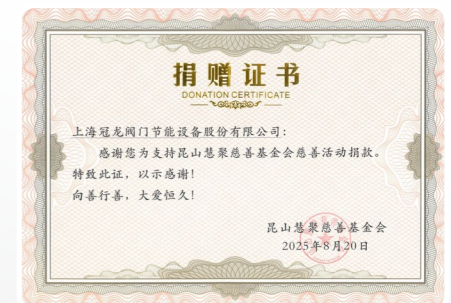 捐赠证书
DONATION CERTIFICATE
上海冠龙阀门节能设备股份有限公司：
感谢您为支持昆山慧聚慈善基金会慈善活动捐款。
特致此证，以示感谢！
向善行善，大爱恒久！
昆山慧聚慈善基金会
2025年8月20日